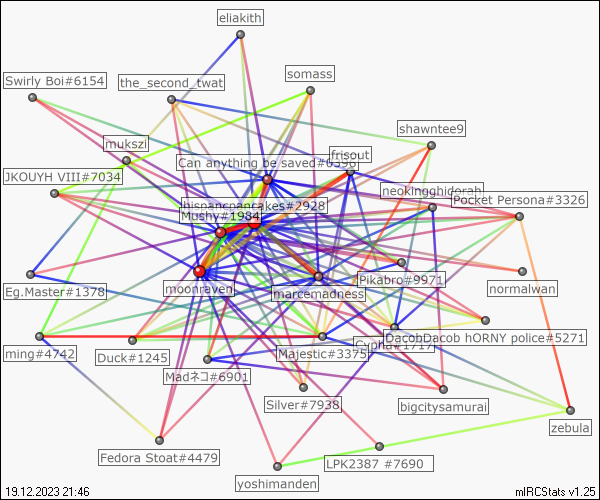 eliakith
somass
Swirly Boi#6154
the_second_twat
shawntee9
mukszi
frisout
Can anything be saved#0396
JKOUYH VIII#7034
neokingghidorah
Pocket Persona#3326
hispancpancakes#2928
Mushy#1984
Pikabro#9971
normalwan
Eg.Master#1378
moonraven
marcemadness
DacobDacob hORNY police#5271
Cypha#1717
ming#4742
Duck#1245
Majestic#3375
Madネコ#6901
Silver#7938
bigcitysamurai
zebula
Fedora Stoat#4479
LPK2387 #7690
yoshimanden
19.12.2023 21:46
mIRCStats v1.25